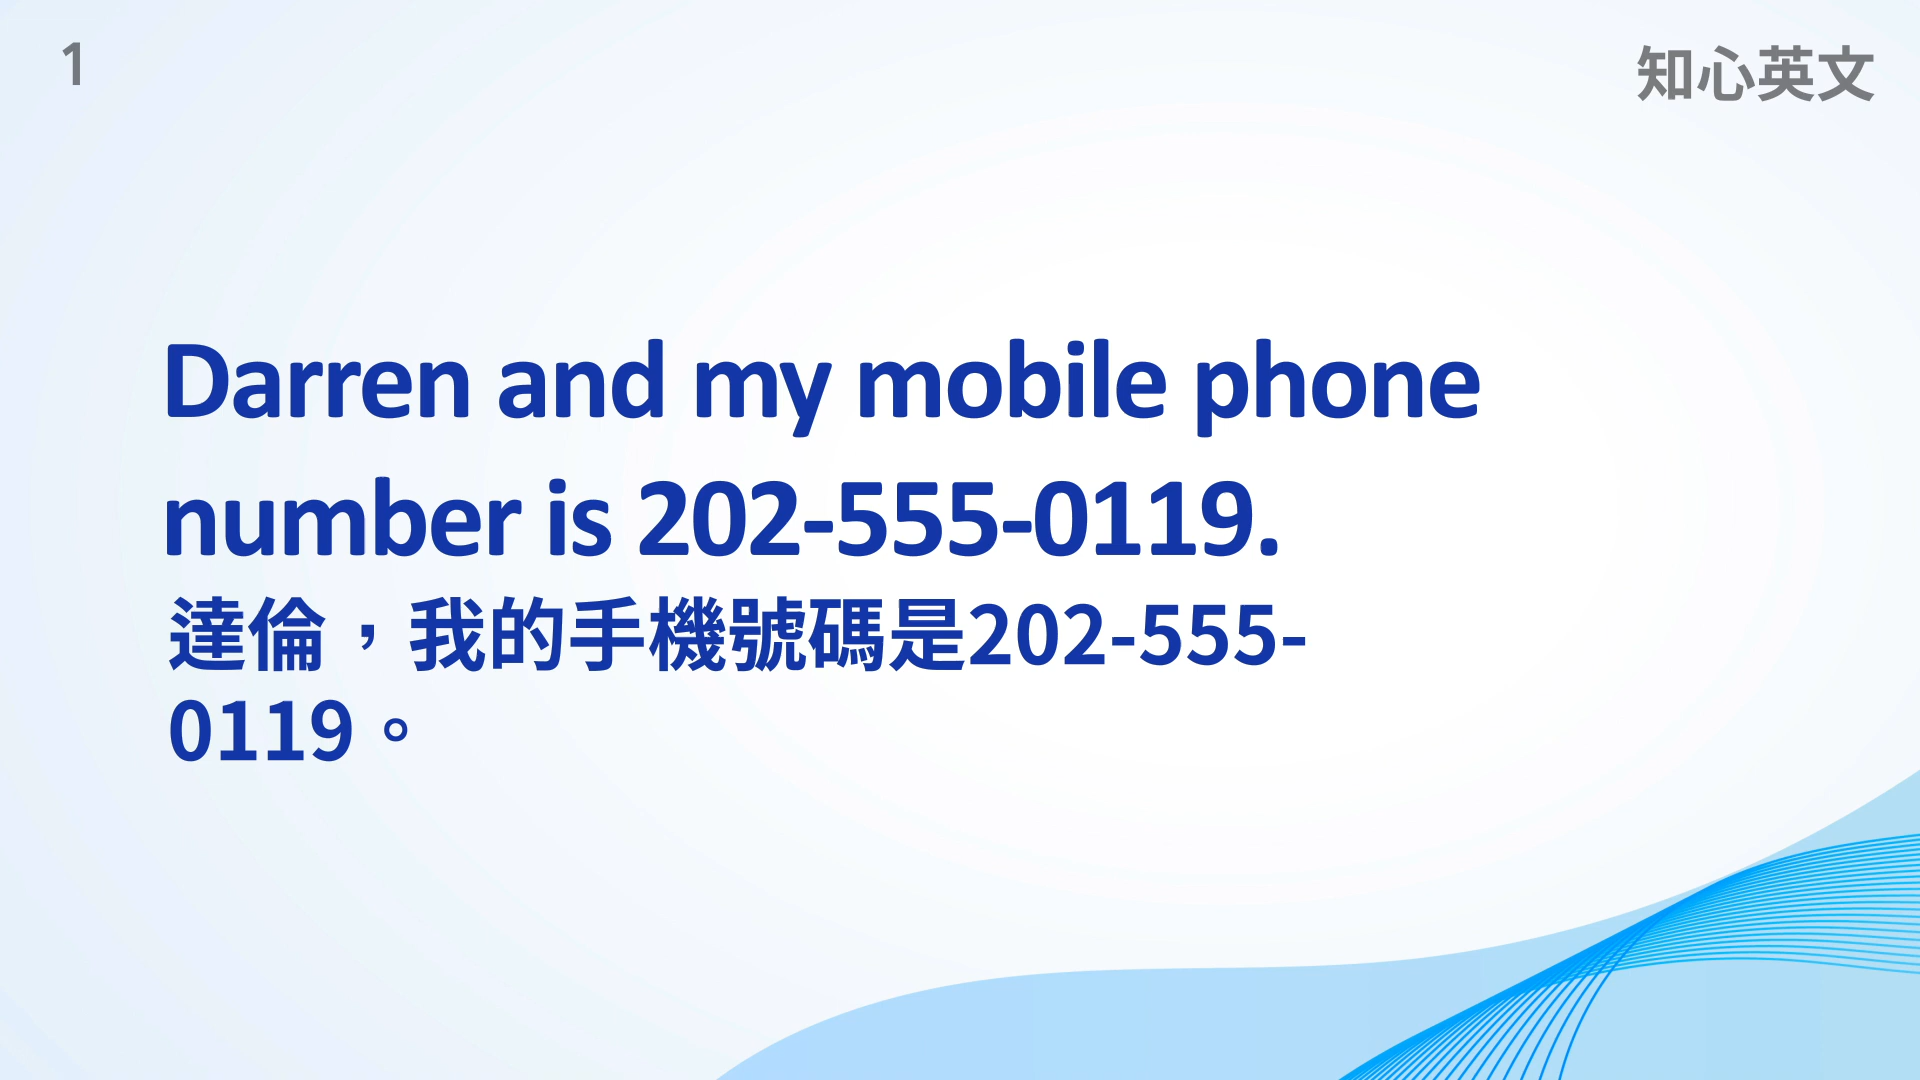 1
知心英文
Darren and my mobile phone
number is 202-555-0119.
達倫，我的手機號碼是202-555-
0119。